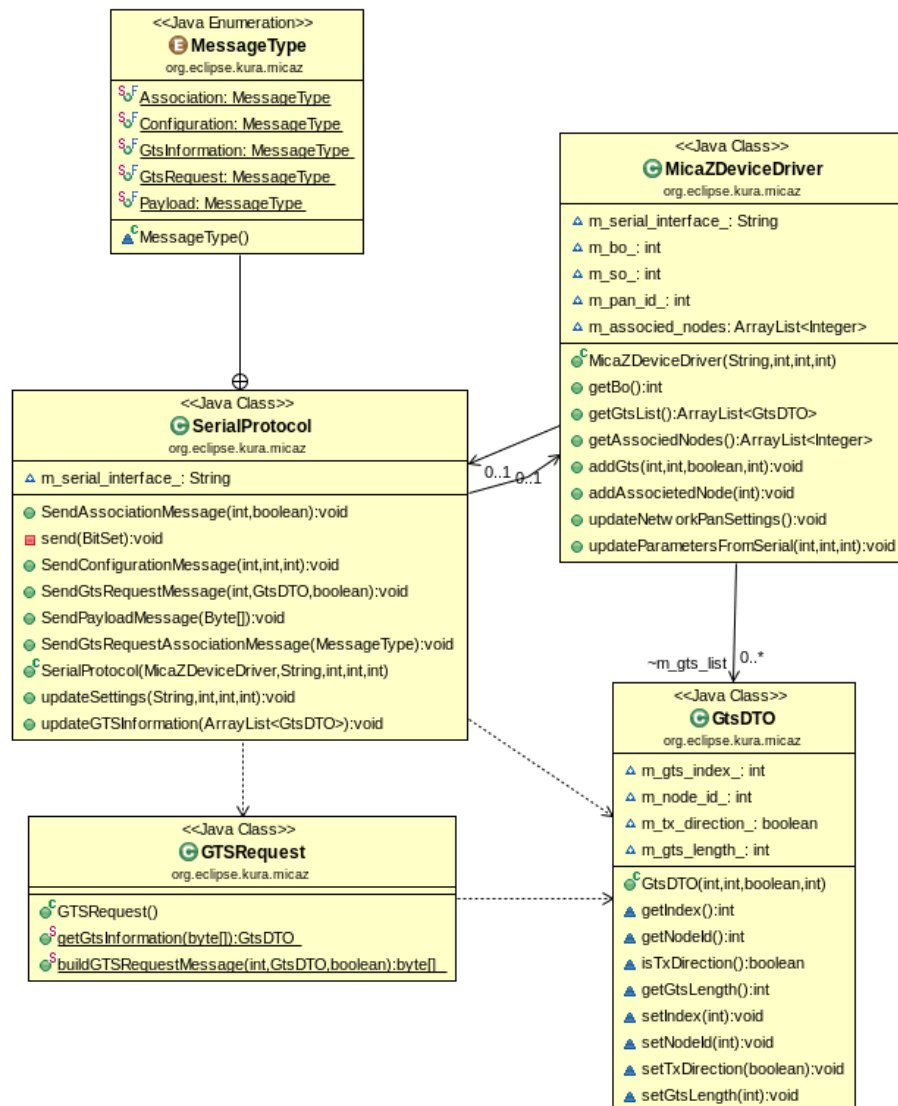 <<Java Enumeration>>
E MessageType
org.eclipse.kura.micaz
S F Association: MessageType
S F Configuration: MessageType
S F GtsInformation: MessageType
S F GtsRequest: MessageType
S F Payload: MessageType
C MessageType()
<<Java Class>>
C MicaZDeviceDriver
org.eclipse.kura.micaz
m_serial_interface_: String
m_bo_: int
m_so_: int
m_pan_id_: int
m_associed_nodes: ArrayList<Integer>
C MicaZDeviceDriver(String,int,int,int)
getBo():int
getGtsList():ArrayList<GtsDTO>
getAssociedNodes():ArrayList<Integer>
addGts(int,int,boolean,int):void
addAssocietedNode(int):void
updateNetworkPanSettings():void
updateParametersFromSerial(int,int,int):void
<<Java Class>>
C SerialProtocol
org.eclipse.kura.micaz
m_serial_interface_: String
SendAssociationMessage(int,boolean):void
send(BitSet):void
SendConfigurationMessage(int,int,int):void
SendGtsRequestMessage(int,GtsDTO,boolean):void
SendPayloadMessage(Byte[]):void
SendGtsRequestAssociationMessage(MessageType):void
C SerialProtocol(MicaZDeviceDriver,String,int,int,int)
updateSettings(String,int,int,int):void
updateGTSInformation(ArrayList<GtsDTO>):void
0..1
0..1
~m_gts_list
0..*
<<Java Class>>
C GtsDTO
org.eclipse.kura.micaz
m_gts_index_: int
m_node_id_: int
m_tx_direction_: boolean
m_gts_length_: int
C GtsDTO(int,int,boolean,int)
getIndex():int
getNodeId():int
isTxDirection():boolean
getGtsLength():int
setIndex(int):void
setNodeId(int):void
setTxDirection(boolean):void
setGtsLength(int):void
<<Java Class>>
C GTSRequest
org.eclipse.kura.micaz
C GTSRequest()
S getGtsInformation(byte[]):GtsDTO
S buildGTSRequestMessage(int,GtsDTO,boolean):byte[]